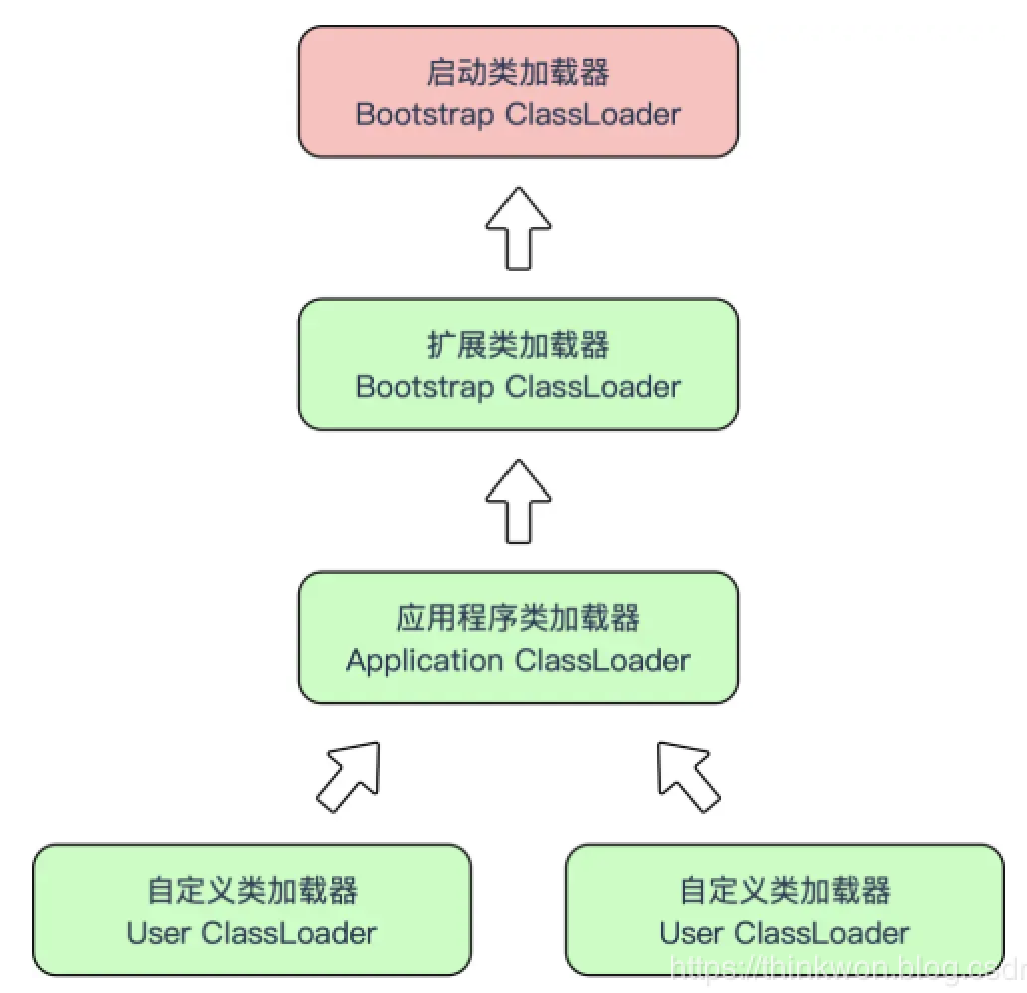 启动类加载器
Bootstrap ClassLoader
扩展类加载器
Bootstrap ClassLoader
应用程序类加载器
Application ClassLoader
自定义类加载器
User ClassLoader
自定义类加载器
User ClassLoader
https://thinkwon.blog.csdn